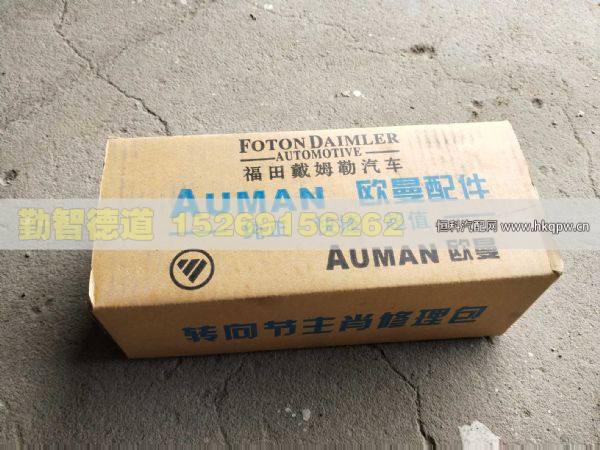 FOTON DAIMLER
AUTOMOTIVE
福田戴姆勒汽车
AUMAN 欧曼配件
勤智德道 15269156262
恒科汽配网 www.hkqpw.cn
值
AUMAN 欧曼
转向节主肖修理包